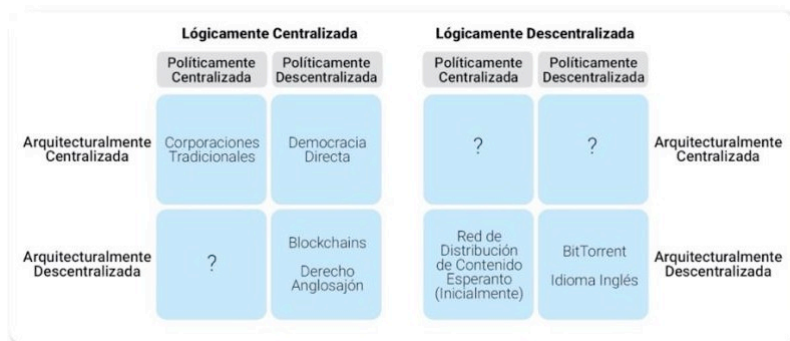 Lógicamente Centralizada
Lógicamente Descentralizada
Políticamente
Centralizada
Políticamente
Descentralizada
Políticamente
Centralizada
Políticamente
Descentralizada
Arquitecturalmente
Centralizada
Corporaciones
Tradicionales
Democracia
Directa
?
?
Arquitecturalmente
Centralizada
Arquitecturalmente
Descentralizada
?
Blockchains
Derecho
Anglosajón
Red de
Distribución
de Contenido
Esperanto
(Inicialmente)
BitTorrent
Idioma Inglés
Arquitecturalmente
Descentralizada